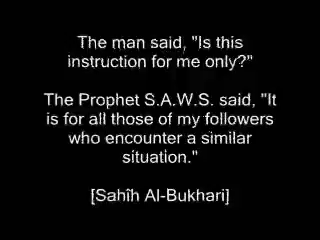 The man said, "Is this
instruction for me only?"
The Prophet S.A.W.S. said, "It
is for all those of my followers
who encounter a similar
situation."
[Sahîh Al-Bukhari]